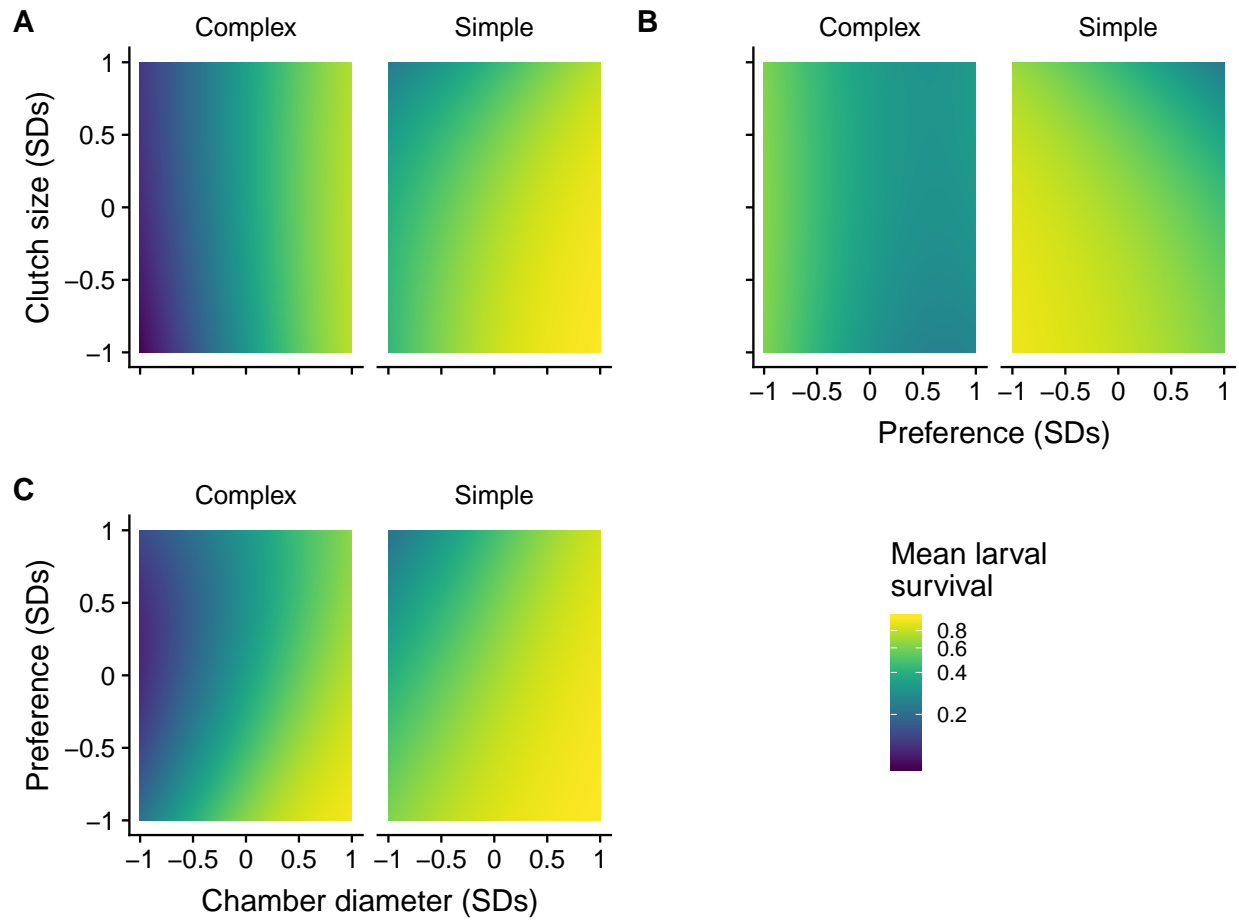 A
Complex
Simple
1
0.5
0
−0.5
−1
Clutch size (SDs)
B
Complex
Simple
−1 −0.5 0 0.5 1 −1 −0.5 0 0.5 1
Preference (SDs)
C
Complex
Simple
1
0.5
0
−0.5
−1
Preference (SDs)
−1 −0.5 0 0.5 1 −1 −0.5 0 0.5 1
Chamber diameter (SDs)
Mean larval
survival
0.8
0.6
0.4
0.2